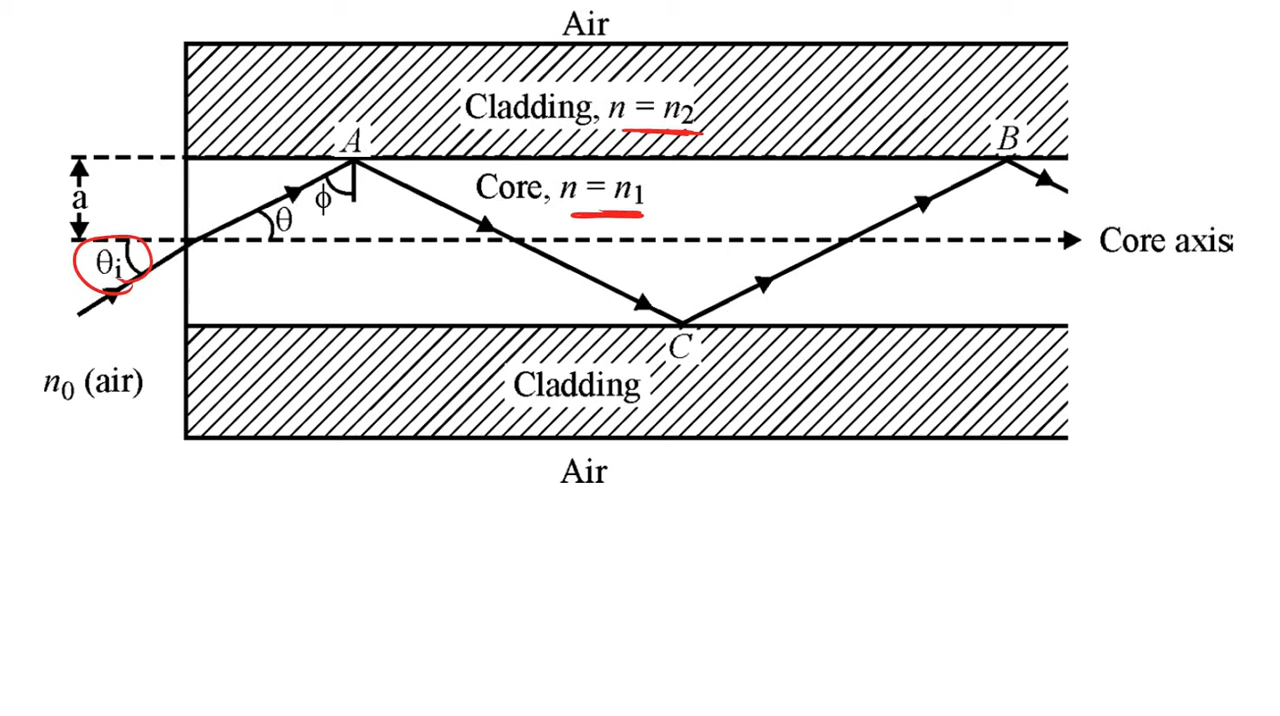 Air
Cladding, n = n₂
A
B
a
Core, n = n₁
ϕ
θ
Core axis
θᵢ
C
n₀ (air)
Cladding
Air